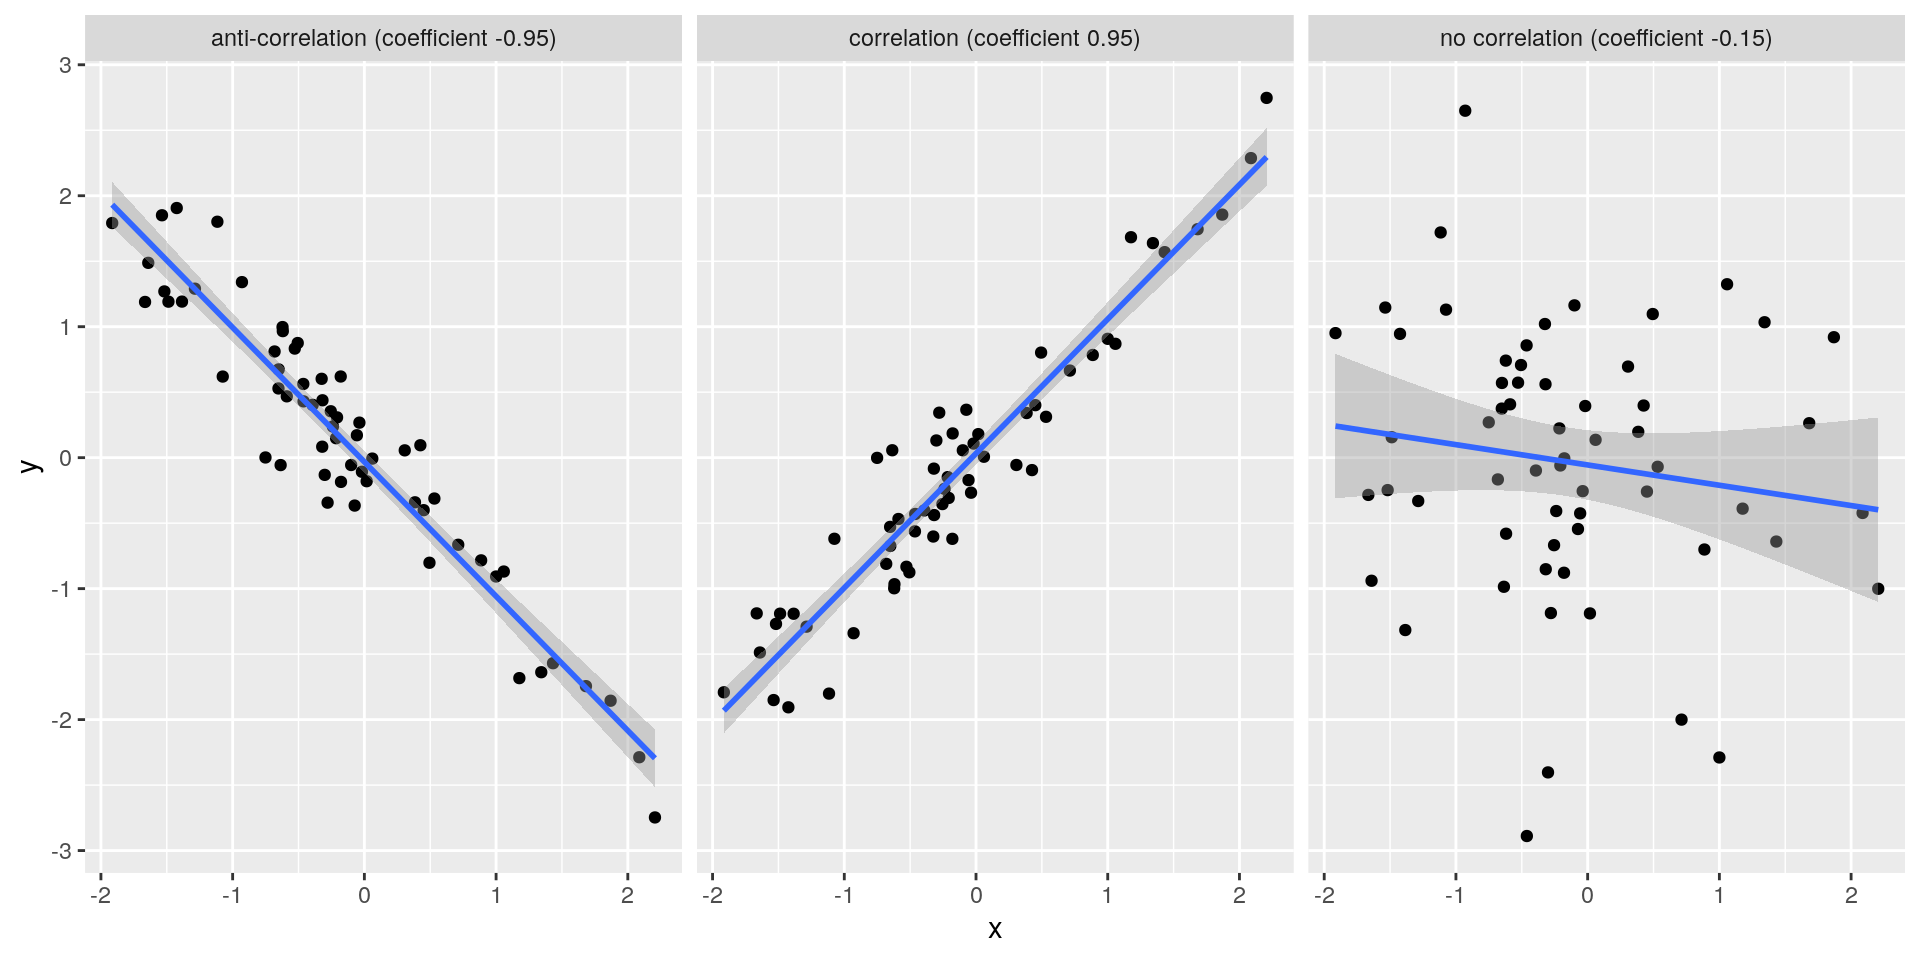 anti-correlation (coefficient -0.95)
correlation (coefficient 0.95)
no correlation (coefficient -0.15)
3
2
1
0
-1
-2
-3
y
-2 -1 0 1 2
-2 -1 0 1 2
-2 -1 0 1 2
x